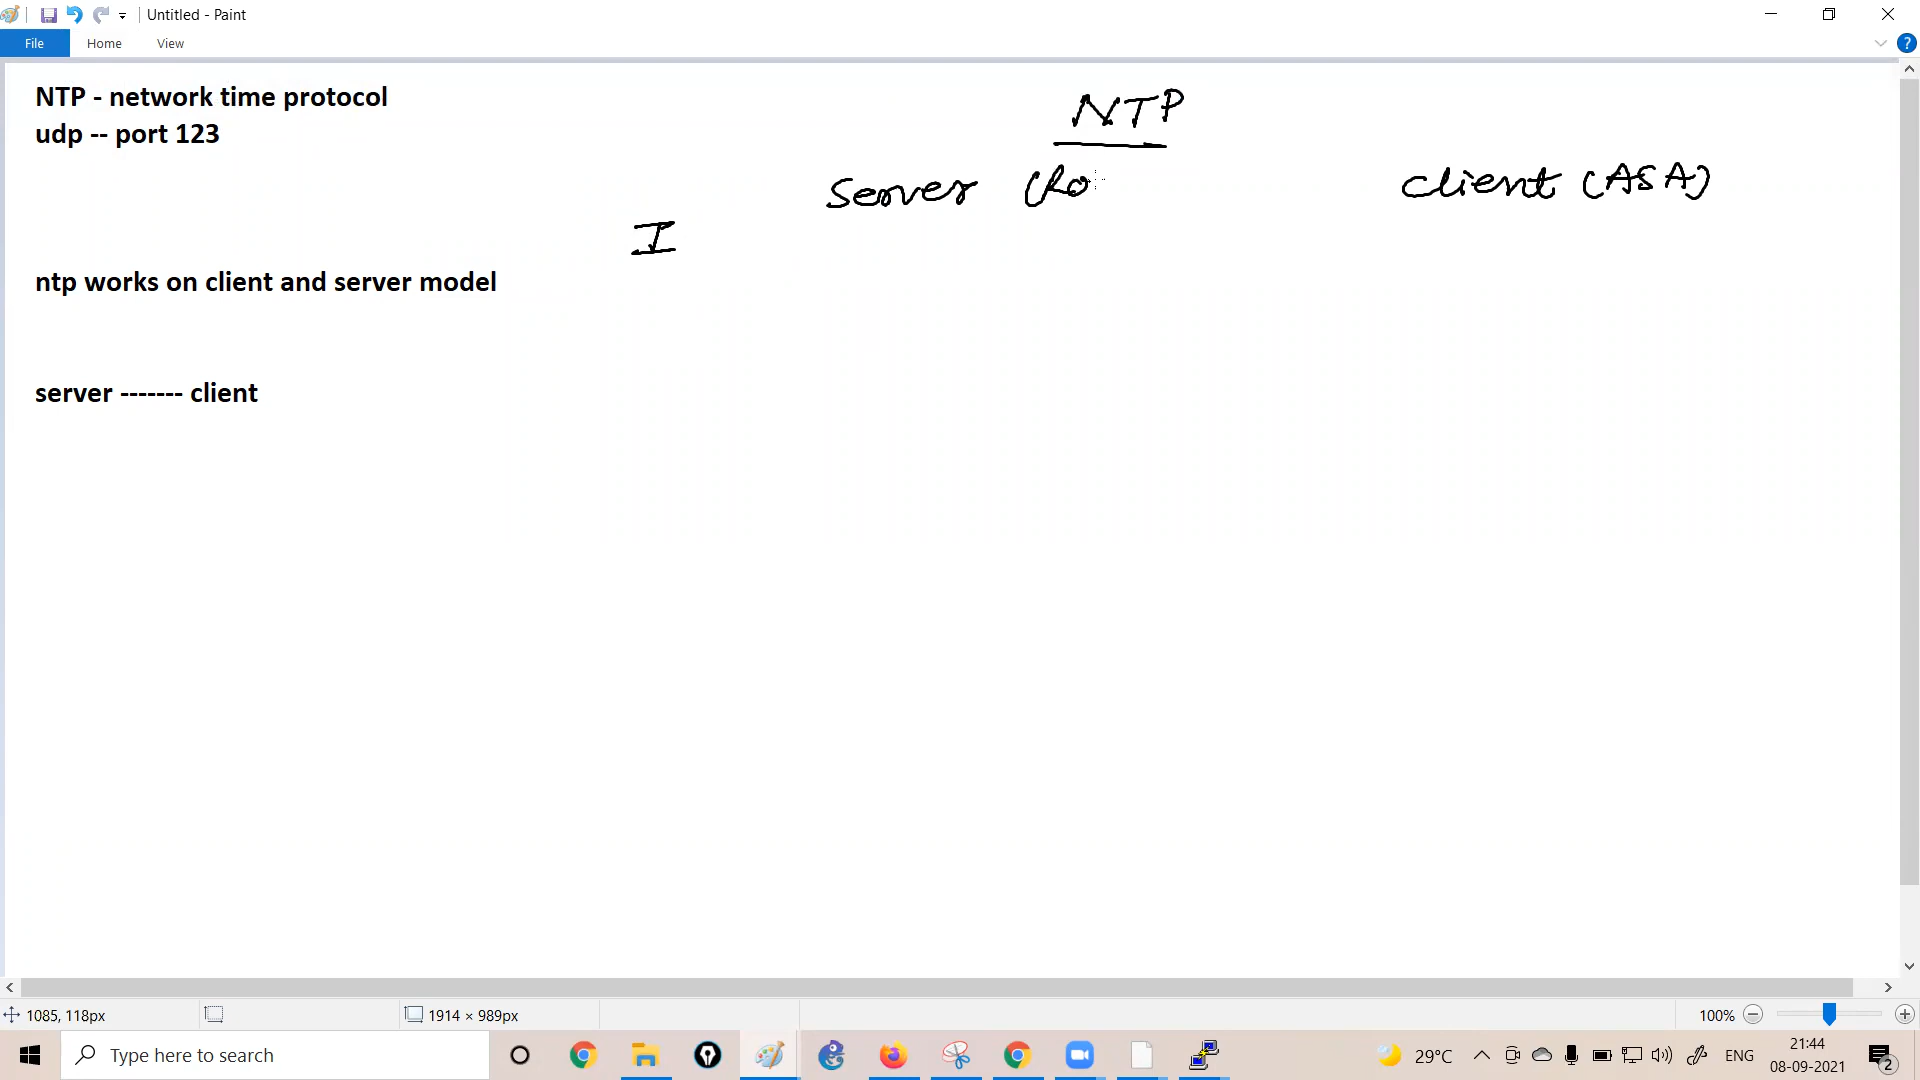 Untitled - Paint
File Home View
NTP - network time protocol
udp -- port 123
NTP
server (Ro
client (ASA)
I
ntp works on client and server model
server ------- client
1085, 118px
1914 × 989px
100%
Type here to search
29°C
ENG
21:44
08-09-2021
2